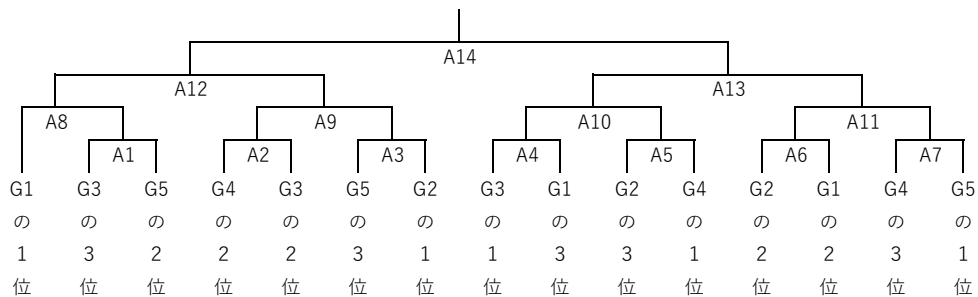 A14
A12 A13
A8 A9 A10 A11
A1 A2 A3 A4 A5 A6 A7
G1 G3 G5 G4 G3 G5 G2 G3 G1 G2 G4 G2 G1 G4 G5
の の の の の の の の の の の の の の の
1 3 2 2 2 3 1 1 3 3 1 2 2 3 1
位 位 位 位 位 位 位 位 位 位 位 位 位 位 位